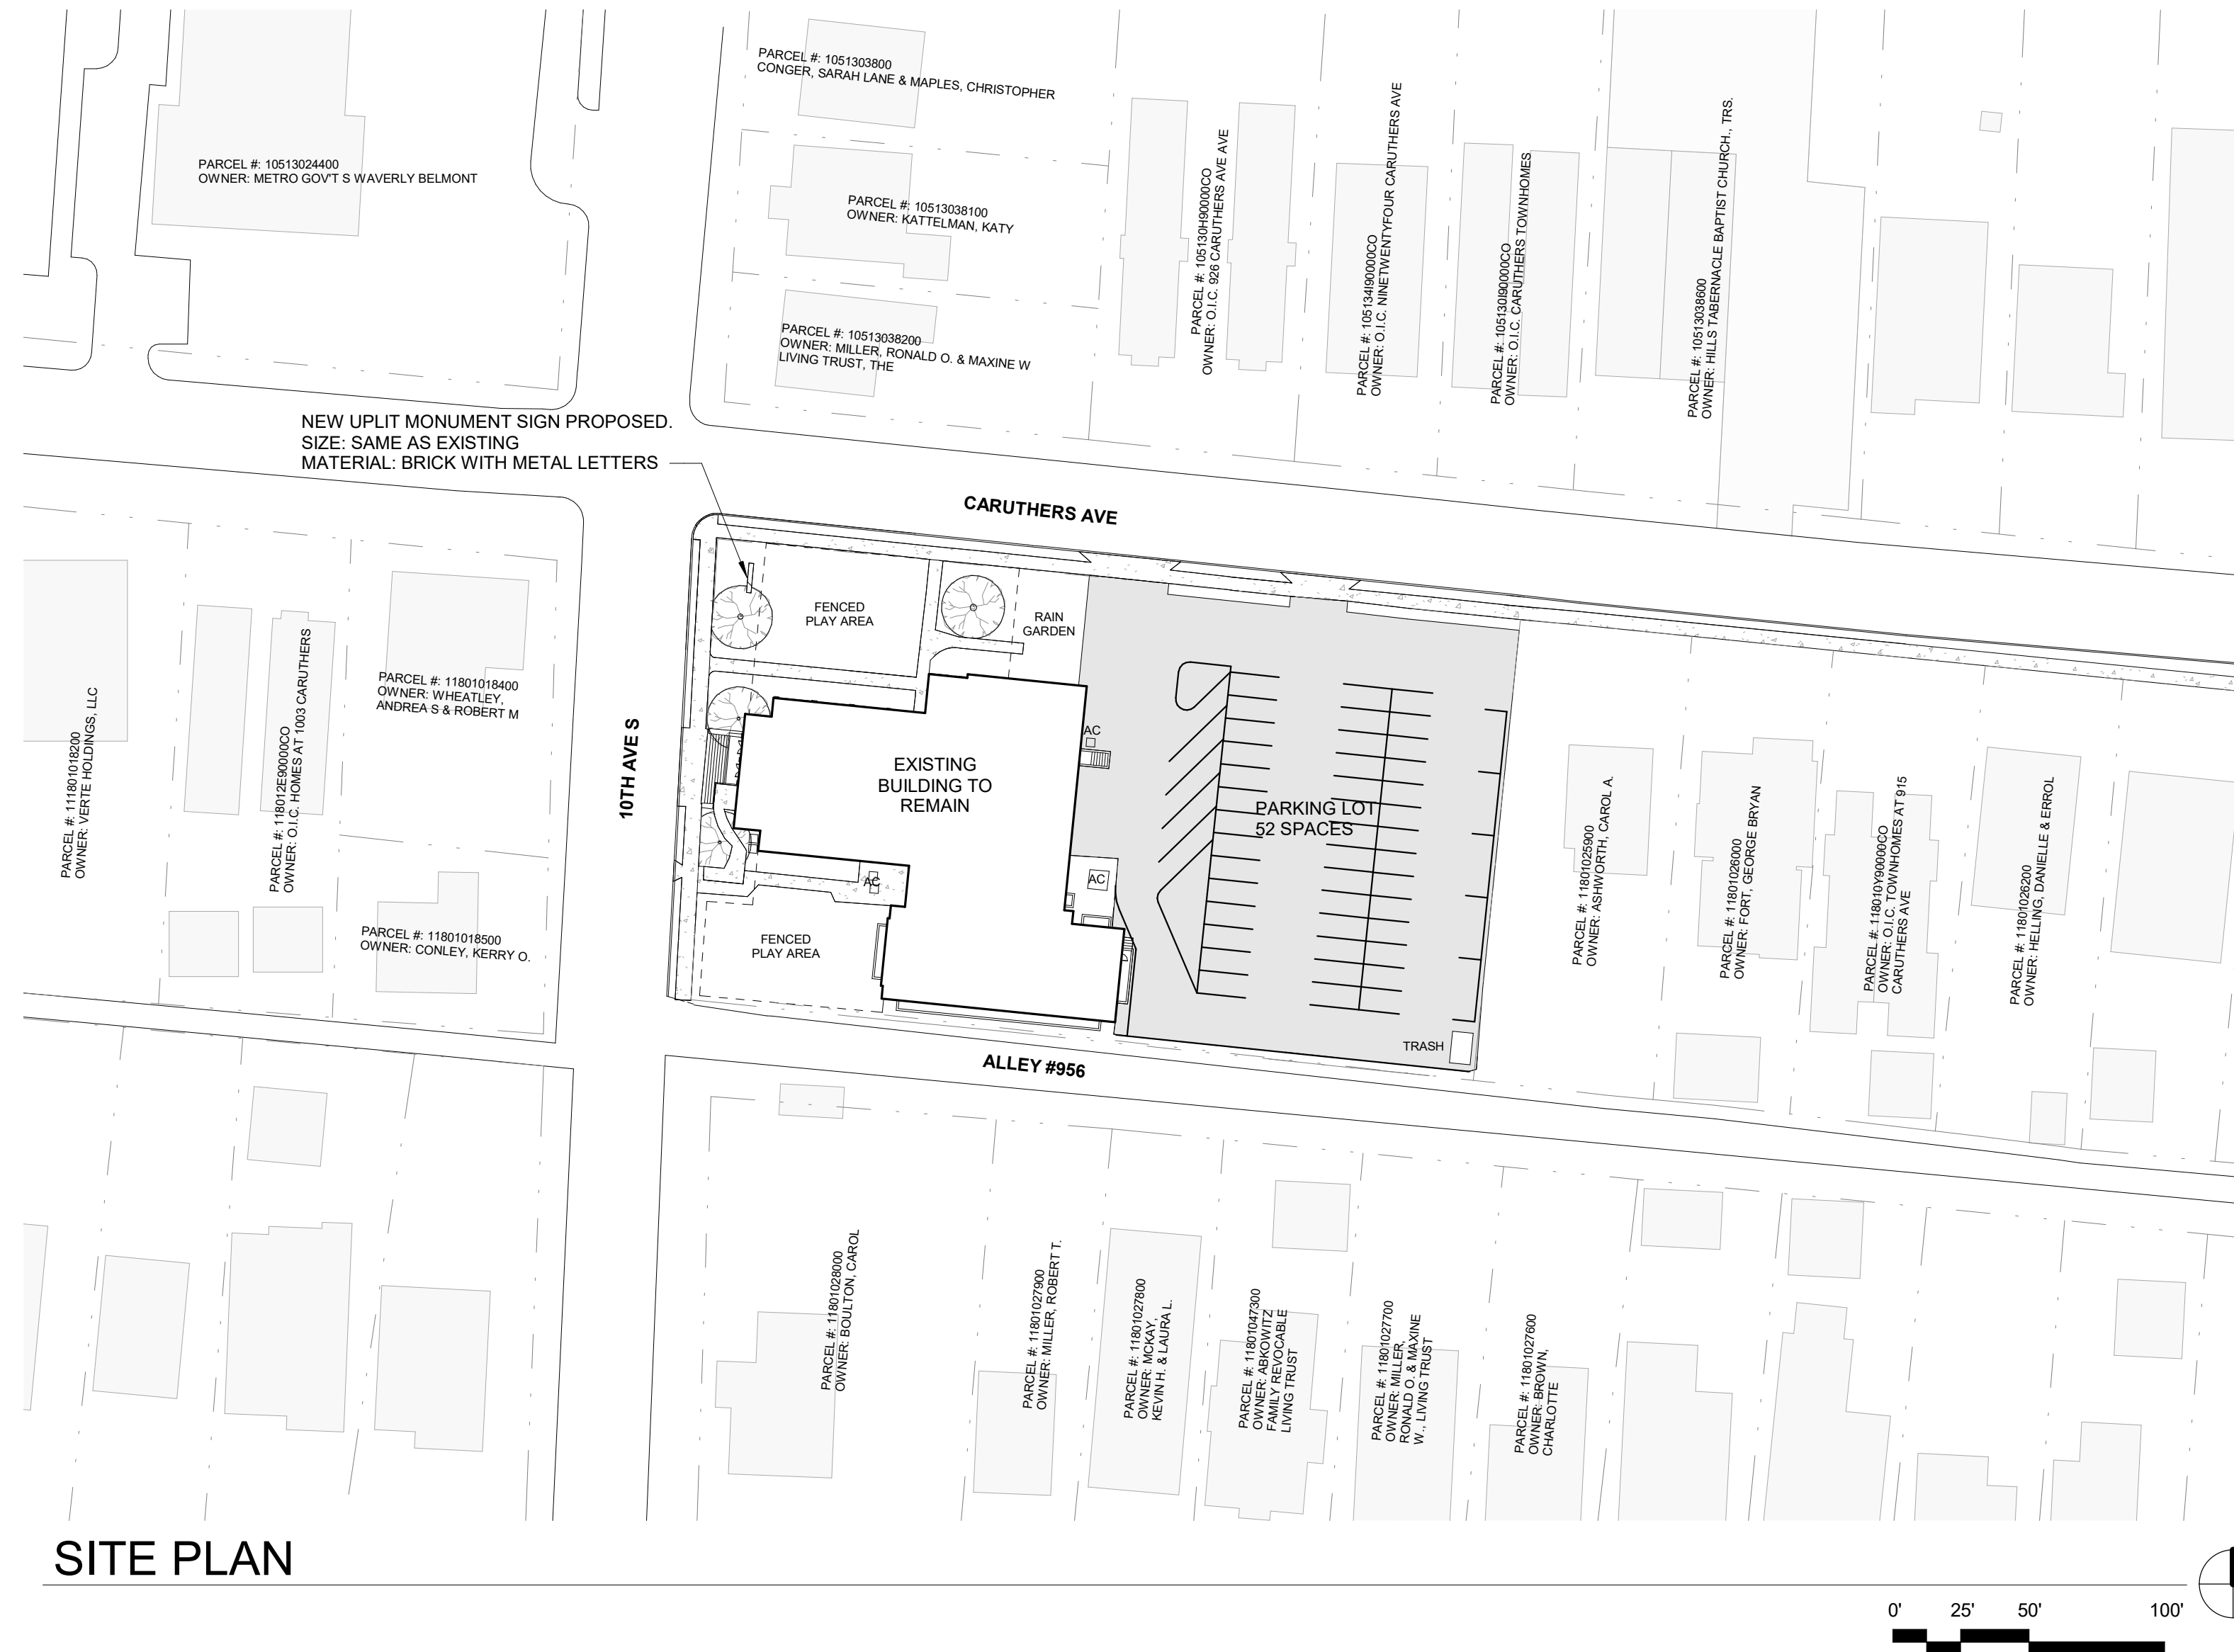 PARCEL #: 1051303800
CONGER, SARAH LANE & MAPLES, CHRISTOPHER
PARCEL #: 10513024400
OWNER: METRO GOV'T S WAVERLY BELMONT
PARCEL #: 10513038100
OWNER: KATTELMAN, KATY
PARCEL #: 10513038200
OWNER: MILLER, RONALD O. & MAXINE W
LIVING TRUST, THE
PARCEL #: 105130H90000CO
OWNER: O.I.C. 926 CARUTHERS AVE AVE
PARCEL #: 105134I90000CO
OWNER: O.I.C. NINETWENTYFOUR CARUTHERS AVE
PARCEL #: 105130I90000CO
OWNER: O.I.C. CARUTHERS TOWNHOMES
PARCEL #: 10513038600
OWNER: HILLS TABERNACLE BAPTIST CHURCH., TRS.
NEW UPLIT MONUMENT SIGN PROPOSED.
SIZE: SAME AS EXISTING
MATERIAL: BRICK WITH METAL LETTERS
CARUTHERS AVE
FENCED
PLAY AREA
RAIN
GARDEN
PARCEL #: 111801018200
OWNER: VERTE HOLDINGS, LLC
PARCEL #: 118012E90000CO
OWNER: O.I.C. HOMES AT 1003 CARUTHERS
PARCEL #: 11801018400
OWNER: WHEATLEY,
ANDREA S & ROBERT M
10TH AVE S
AC
EXISTING
BUILDING TO
REMAIN
PARKING LOT
52 SPACES
AC
AC
PARCEL #: 11801018500
OWNER: CONLEY, KERRY O.
FENCED
PLAY AREA
PARCEL #: 11801025900
OWNER: ASHWORTH, CAROL A.
PARCEL #: 11801026000
OWNER: FORT, GEORGE BRYAN
PARCEL #: 118010Y90000CO
OWNER: O.I.C. TOWNHOMES AT 915
CARUTHERS AVE
PARCEL #: 11801026200
OWNER: HELLING, DANIELLE & ERROL
TRASH
ALLEY #956
PARCEL #: 11801028000
OWNER: BOULTON, CAROL
PARCEL #: 11801027900
OWNER: MILLER, ROBERT T.
PARCEL #: 11801027800
OWNER: MCKAY,
KEVIN H. & LAURA L.
PARCEL #: 11801047300
OWNER: ABKOWITZ
FAMILY REVOCABLE
LIVING TRUST
PARCEL #: 11801027700
OWNER: MILLER,
RONALD O. & MAXINE
W., LIVING TRUST
PARCEL #: 11801027600
OWNER: BROWN,
CHARLOTTE
SITE PLAN
0' 25' 50' 100'